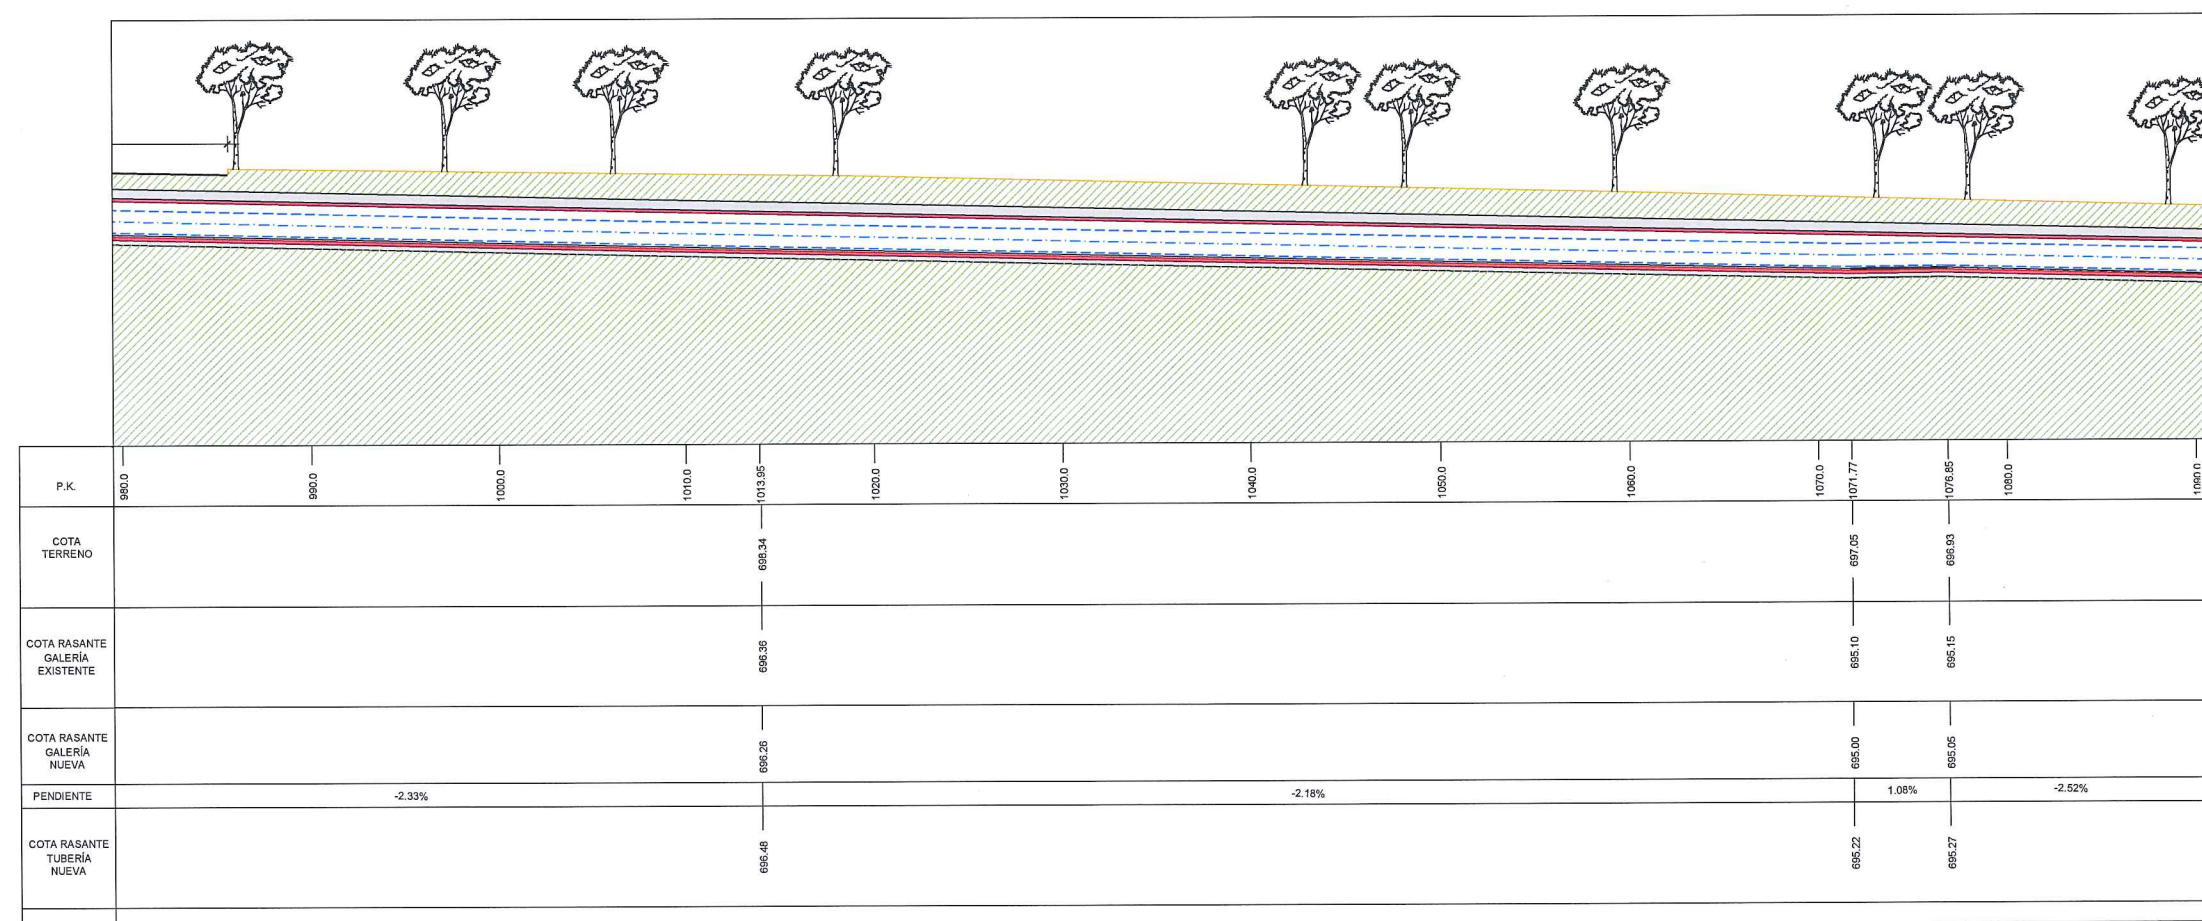 P.K.
980.0 990.0 1000.0 1010.0 1013.95 1020.0 1030.0 1040.0 1050.0 1060.0 1070.0 1071.77 1076.85 1080.0 1090.0
COTA
TERRENO
698.34 697.05 696.93
COTA RASANTE
GALERÍA
EXISTENTE
696.36 695.10 695.15
COTA RASANTE
GALERÍA
NUEVA
696.26 695.00 695.05
PENDIENTE
-2.33% -2.18% 1.08% -2.52%
COTA RASANTE
TUBERÍA
NUEVA
696.48 695.22 695.27